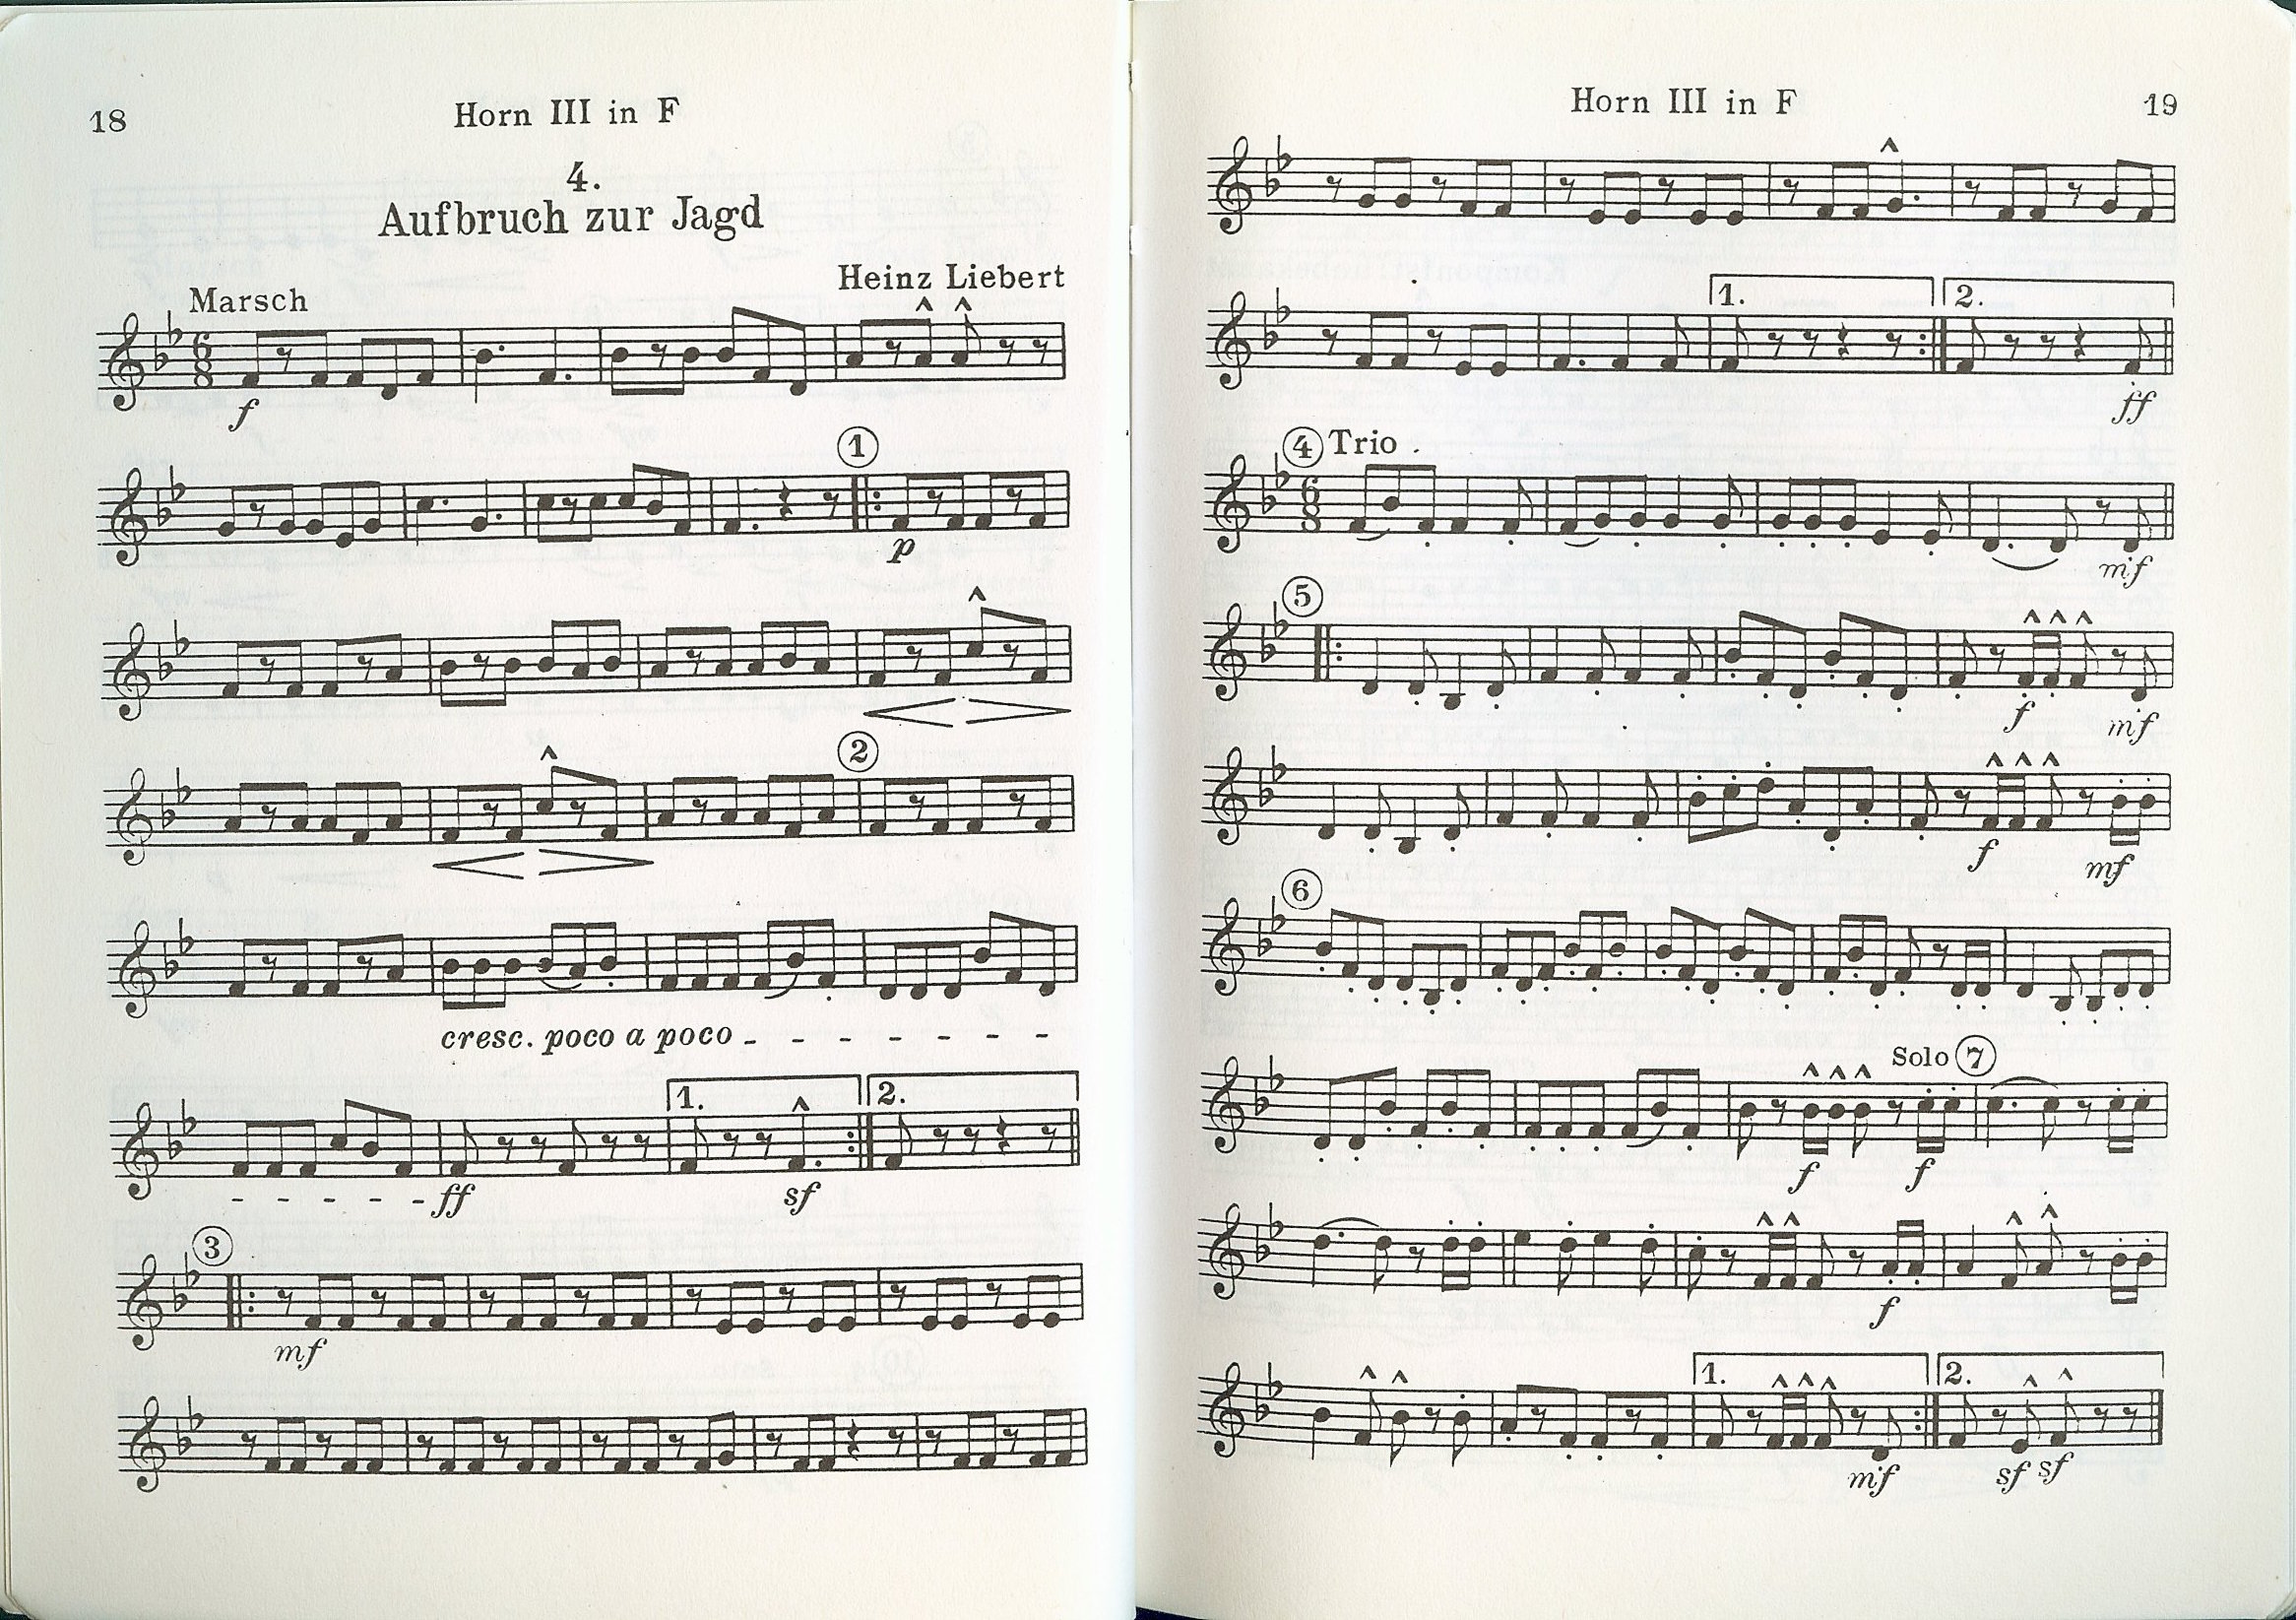 18
Horn III in F
4.
Aufbruch zur Jagd
Heinz Liebert
Marsch
6
8
f
1
p
2
cresc. poco a poco - - - - - - -
1. 2.
- - - - - ff sf
3
mf
Horn III in F
19
1. 2.
ff
4 Trio
6
8
mf
5
f mf
f mf
6
Solo 7
f f
f
1. 2.
mf sf sf